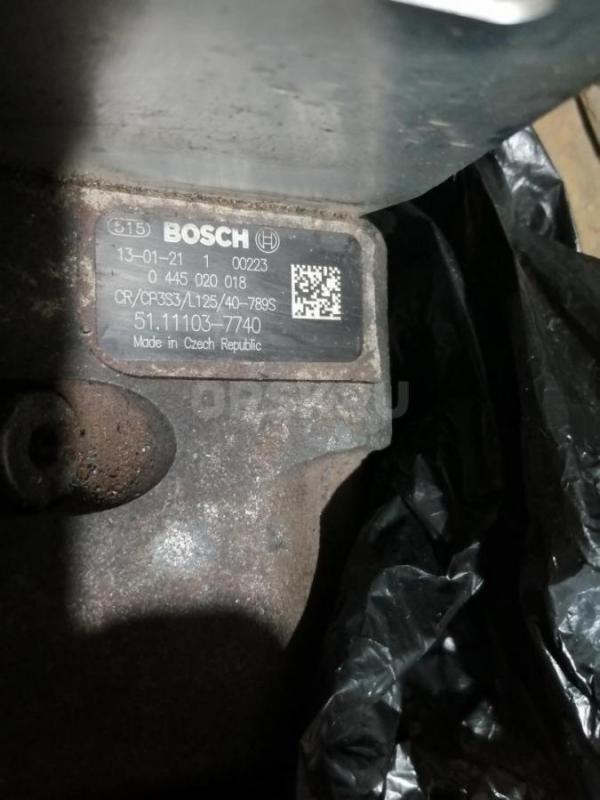 515 BOSCH
13-01-21 1 00223
0 445 020 018
CR/CP3S3/L125/40-789S
51.11103-7740
Made in Czech Republic